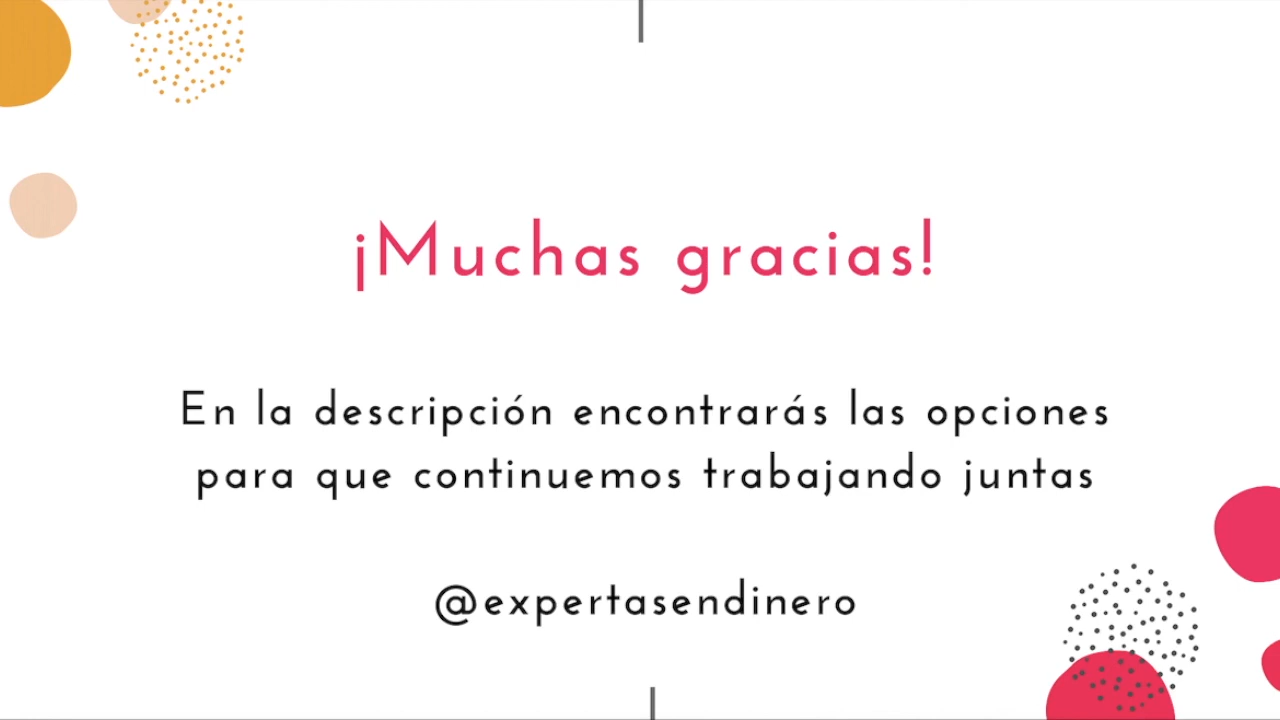 ¡Muchas gracias!
En la descripción encontrarás las opciones
para que continuemos trabajando juntas
@expertasendinero